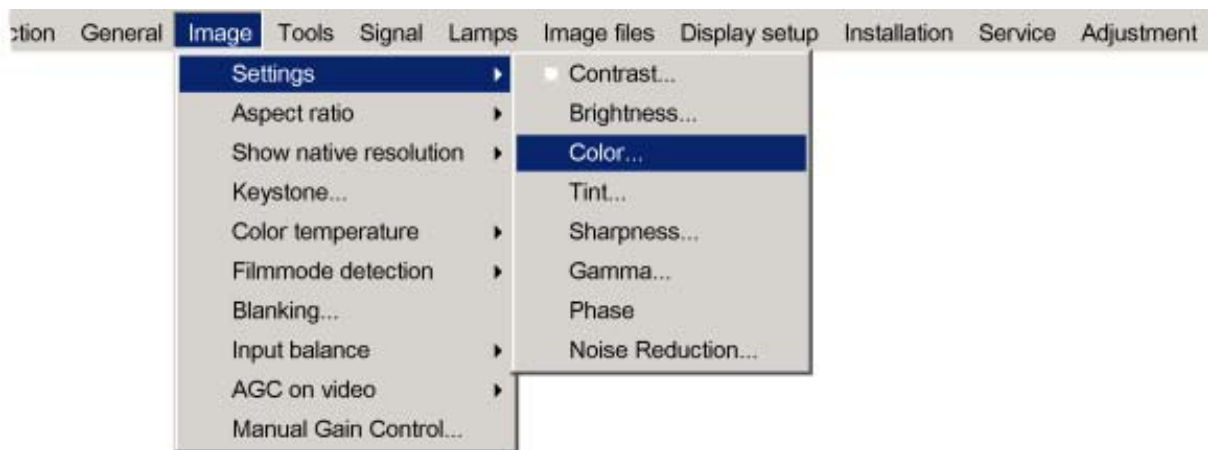 ction General Image Tools Signal Lamps Image files Display setup Installation Service Adjustment
Settings
Aspect ratio
Show native resolution
Keystone...
Color temperature
Filmmode detection
Blanking...
Input balance
AGC on video
Manual Gain Control...
Contrast...
Brightness...
Color...
Tint...
Sharpness...
Gamma...
Phase
Noise Reduction...